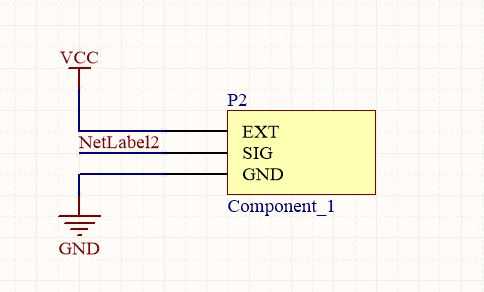 VCC
P2
EXT
NetLabel2
SIG
GND
Component_1
GND